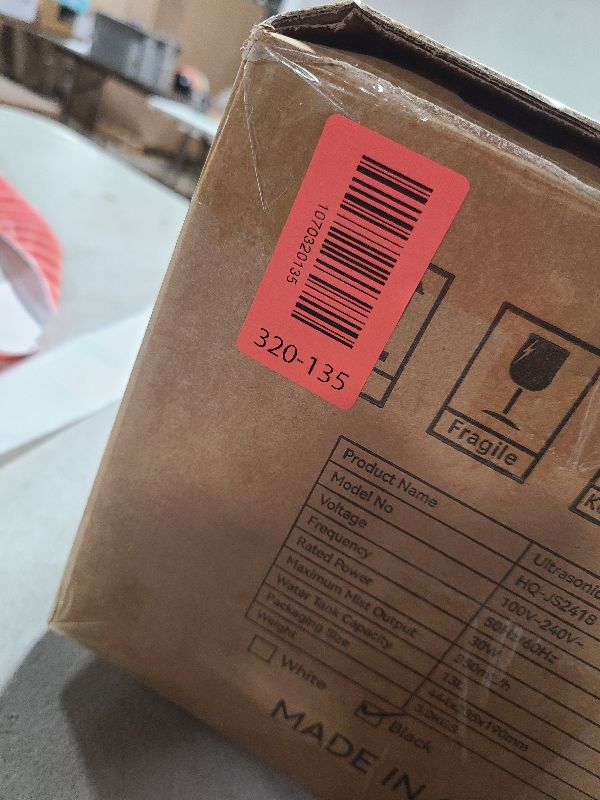 1070320135
320-135
Fragile
Product Name Ultrasonic
Model No HQ-JS2418
Voltage 100V-240V~
Frequency 50Hz/60Hz
Rated Power 30W
Maximum Mist Output
Water Tank Capacity 13L
Packaging Size
Weight
White
Black
MADE IN